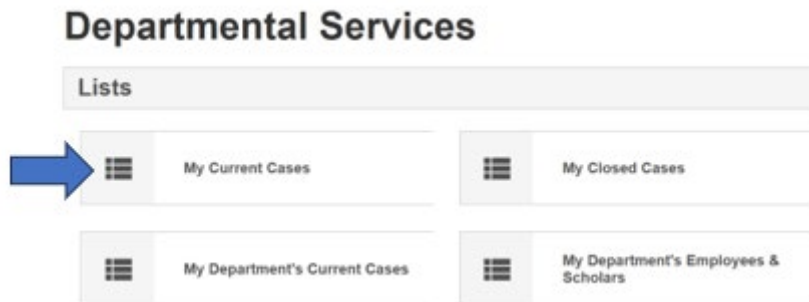 Departmental Services
Lists
My Current Cases
My Closed Cases
My Department's Current Cases
My Department's Employees &
Scholars